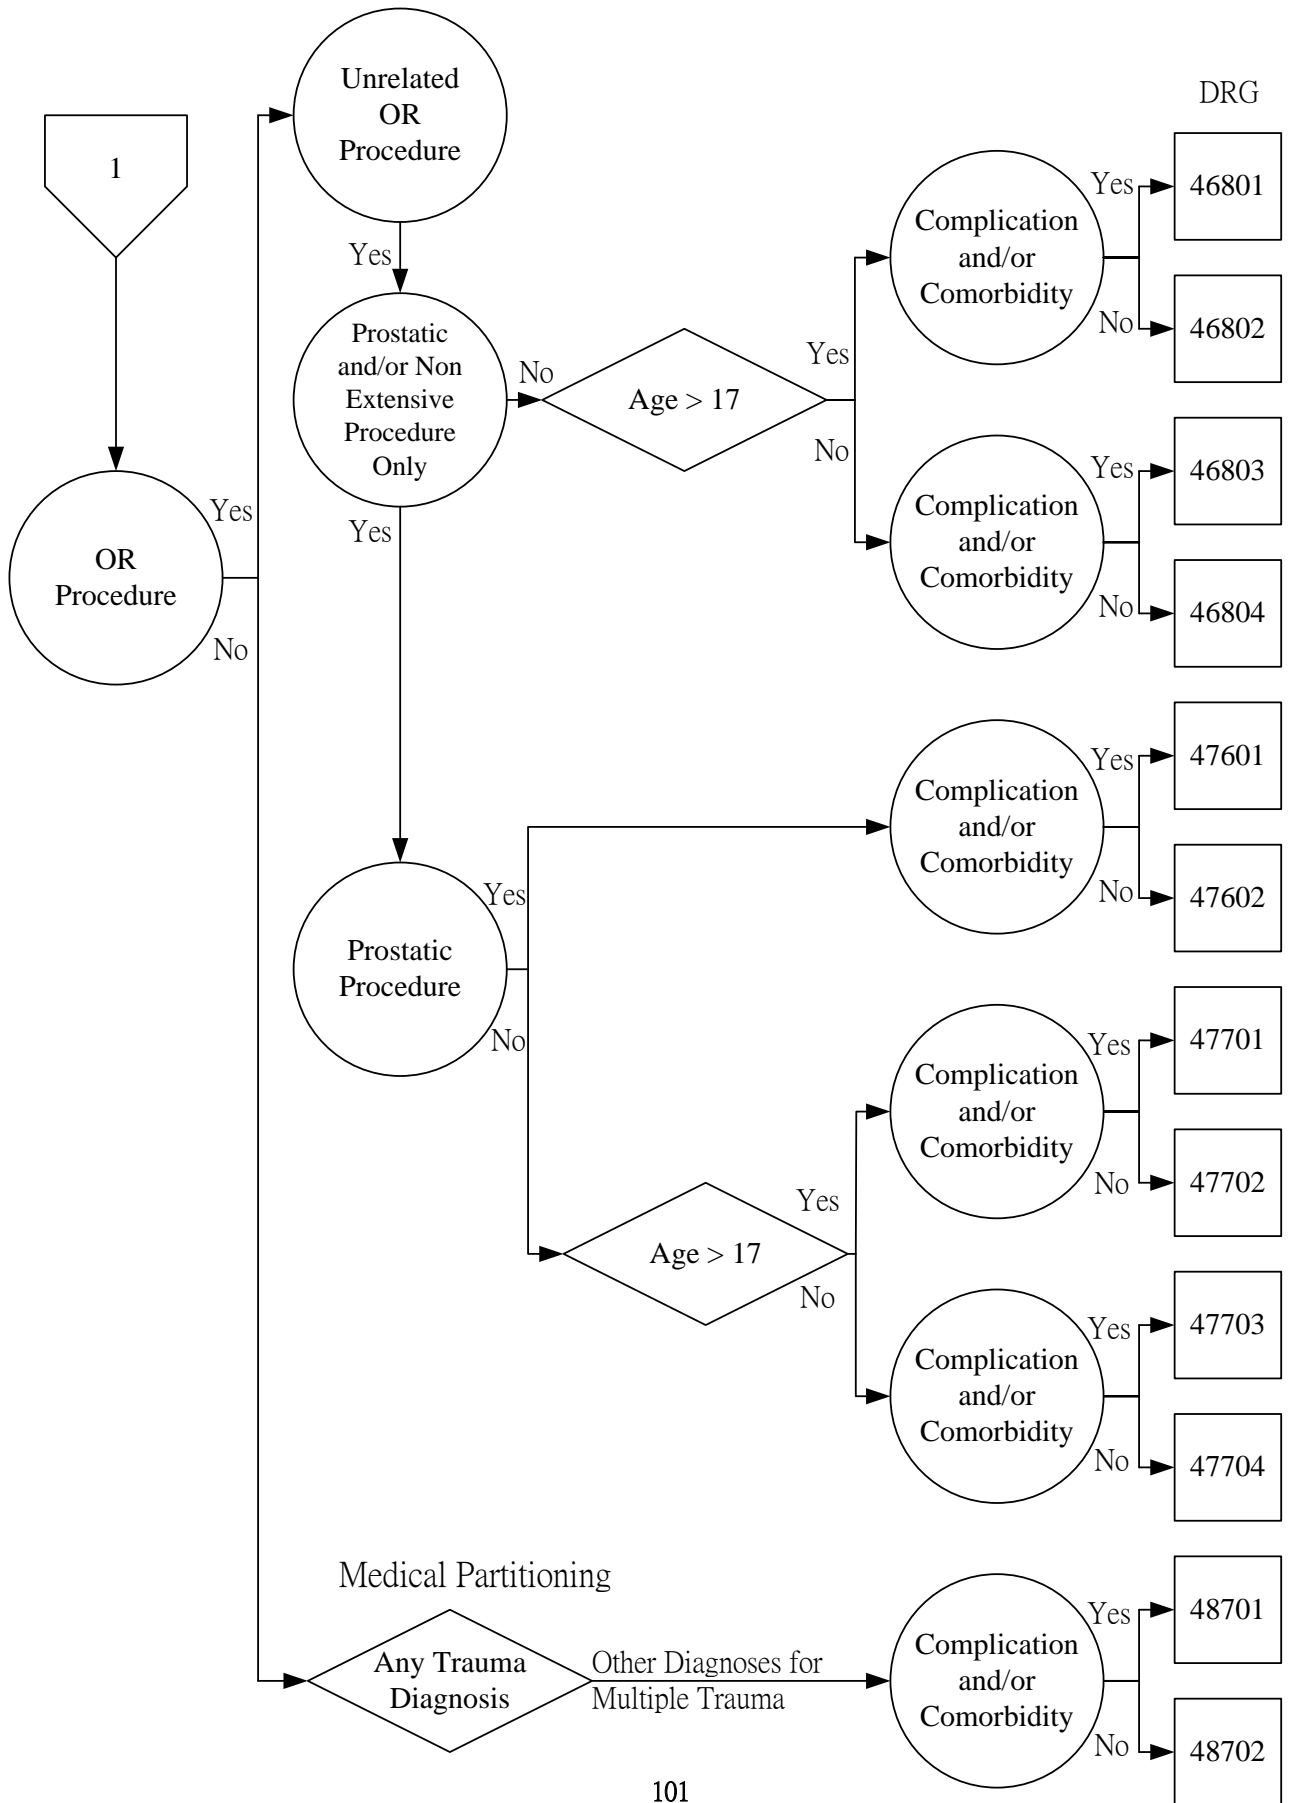 DRG
1
Unrelated
OR
Procedure
Yes
Complication
and/or
Comorbidity
Yes
46801
No
46802
Prostatic
and/or Non
Extensive
Procedure
Only
No
Age > 17
Yes
No
Yes
Complication
and/or
Comorbidity
Yes
46803
No
46804
OR
Procedure
Yes
No
Complication
and/or
Comorbidity
Yes
47601
No
47602
Prostatic
Procedure
Yes
No
Complication
and/or
Comorbidity
Yes
47701
No
47702
Age > 17
Yes
No
Complication
and/or
Comorbidity
Yes
47703
No
47704
Medical Partitioning
Any Trauma
Diagnosis
Other Diagnoses for
Multiple Trauma
Complication
and/or
Comorbidity
Yes
48701
No
48702
101